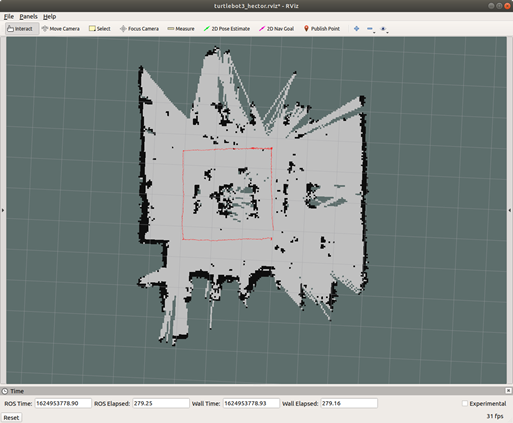 turtlebot3_hector.rviz* - RViz
File Panels Help
Interact Move Camera Select Focus Camera Measure 2D Pose Estimate 2D Nav Goal Publish Point
Time
ROS Time: 1624953778.90 ROS Elapsed: 279.25 Wall Time: 1624953778.93 Wall Elapsed: 279.16 Experimental
Reset 31 fps